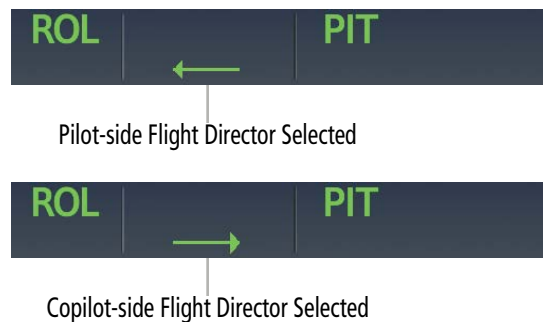 ROL PIT
Pilot-side Flight Director Selected
ROL PIT
Copilot-side Flight Director Selected